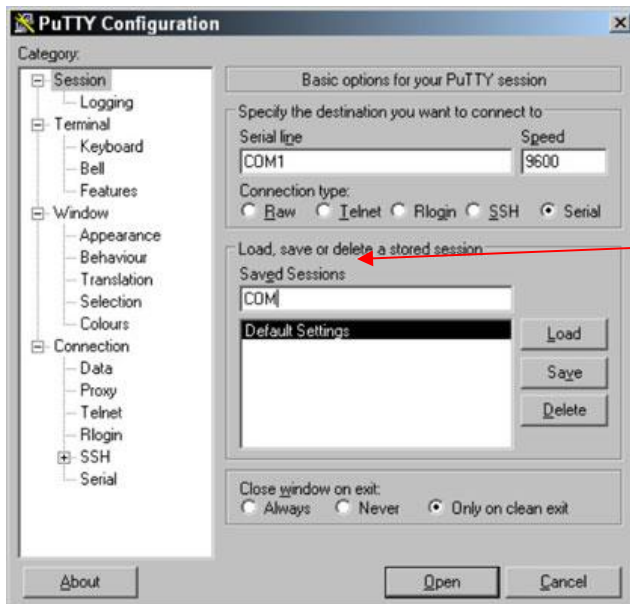 PuTTY Configuration
Category:
Session
Logging
Terminal
Keyboard
Bell
Features
Window
Appearance
Behaviour
Translation
Selection
Colours
Connection
Data
Proxy
Telnet
Rlogin
SSH
Serial
Basic options for your PuTTY session
Specify the destination you want to connect to
Serial line Speed
COM1 9600
Connection type:
Raw Telnet Rlogin SSH Serial
Load, save or delete a stored session
Saved Sessions
COM
Default Settings
Load
Save
Delete
Close window on exit:
Always Never Only on clean exit
About Open Cancel